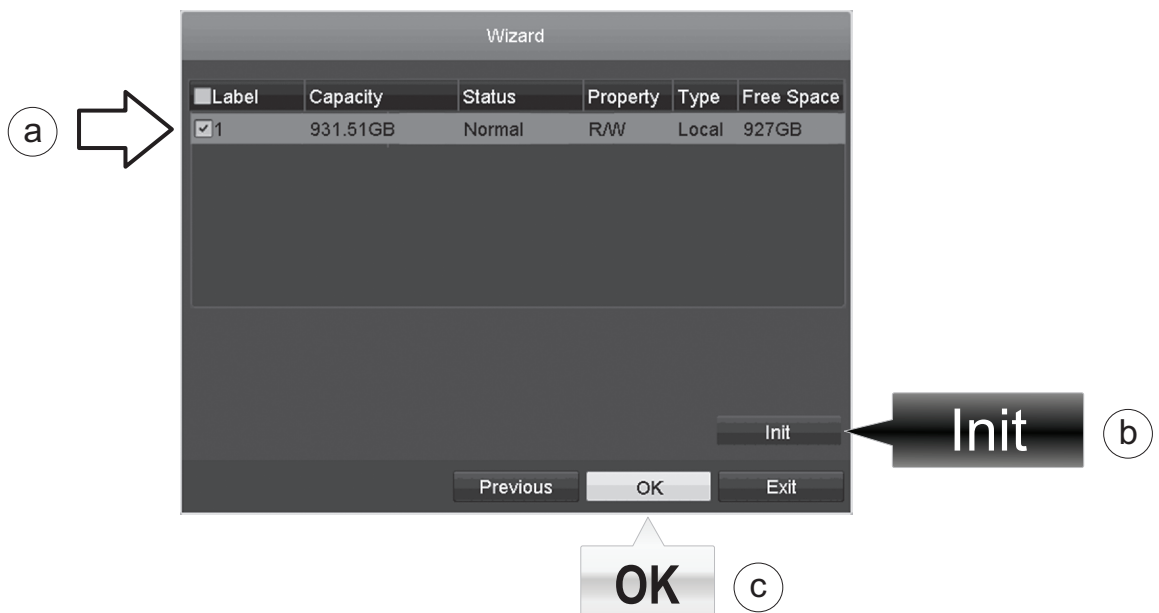 Wizard
Label Capacity Status Property Type Free Space
a
1 931.51GB Normal R/W Local 927GB
Init
Init
b
Previous OK Exit
OK
c